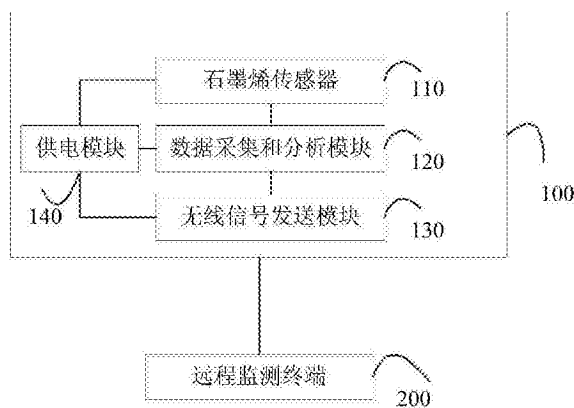 石墨烯传感器
110
供电模块
数据采集和分析模块
120
100
140
无线信号发送模块
130
远程监测终端
200